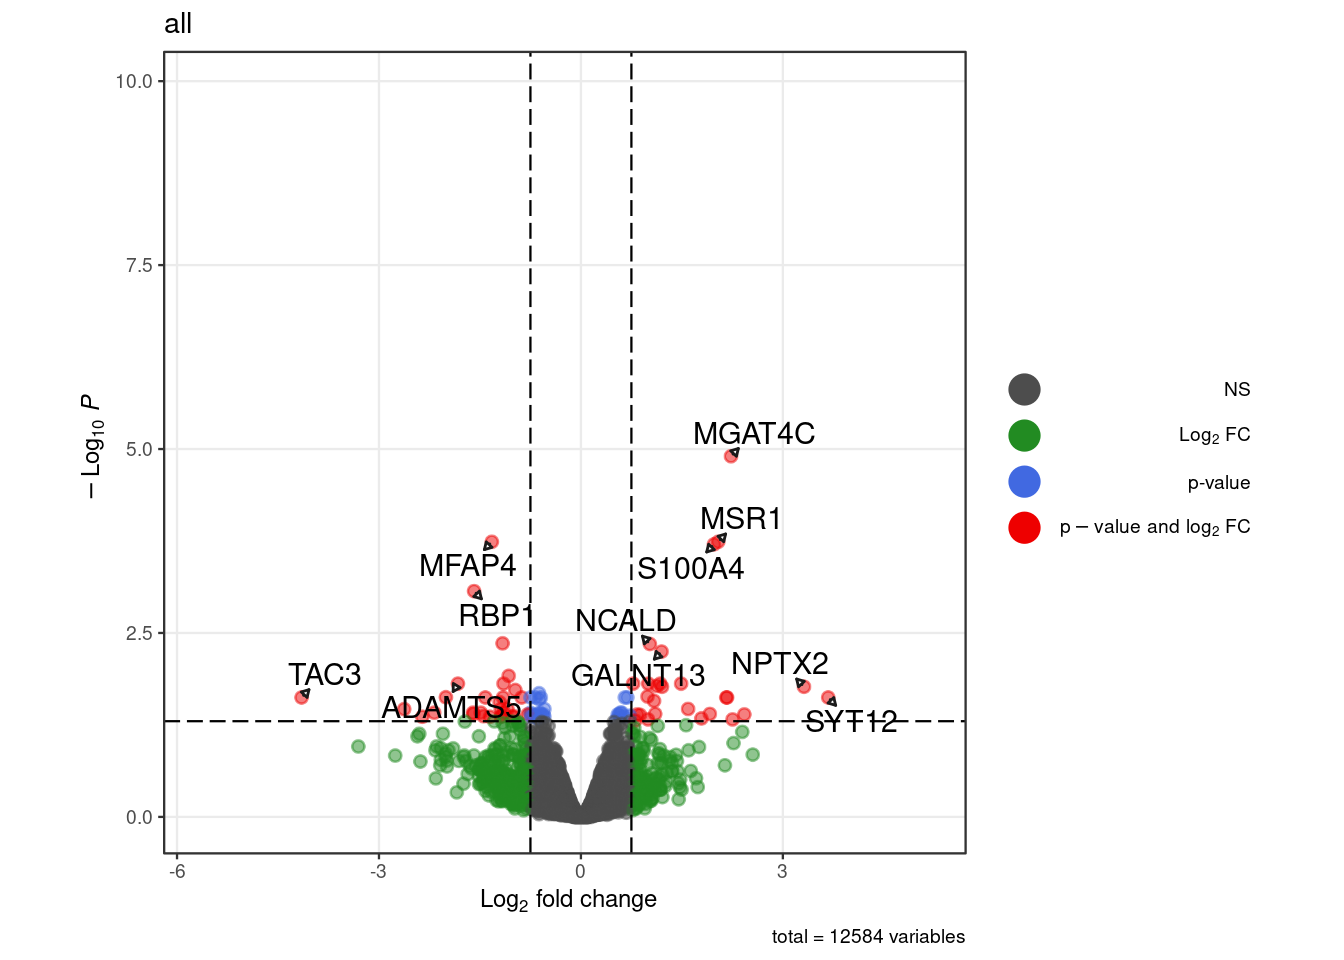 all
10.0
7.5
5.0
2.5
0.0
− Log10 P
MGAT4C
MSR1
S100A4
MFAP4
RBP1
NCALD
NPTX2
TAC3
GALNT13
ADAMTS5
SYT12
-6
-3
0
3
Log2 fold change
NS
Log2 FC
p-value
p − value and log2 FC
total = 12584 variables